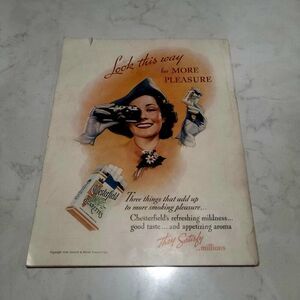 Look this way
for MORE
PLEASURE
Chesterfield
CIGARETTES
Three things that add up
to more smoking pleasure...
Chesterfield's refreshing mildness...
good taste... and appetizing aroma
They Satisfy
..millions